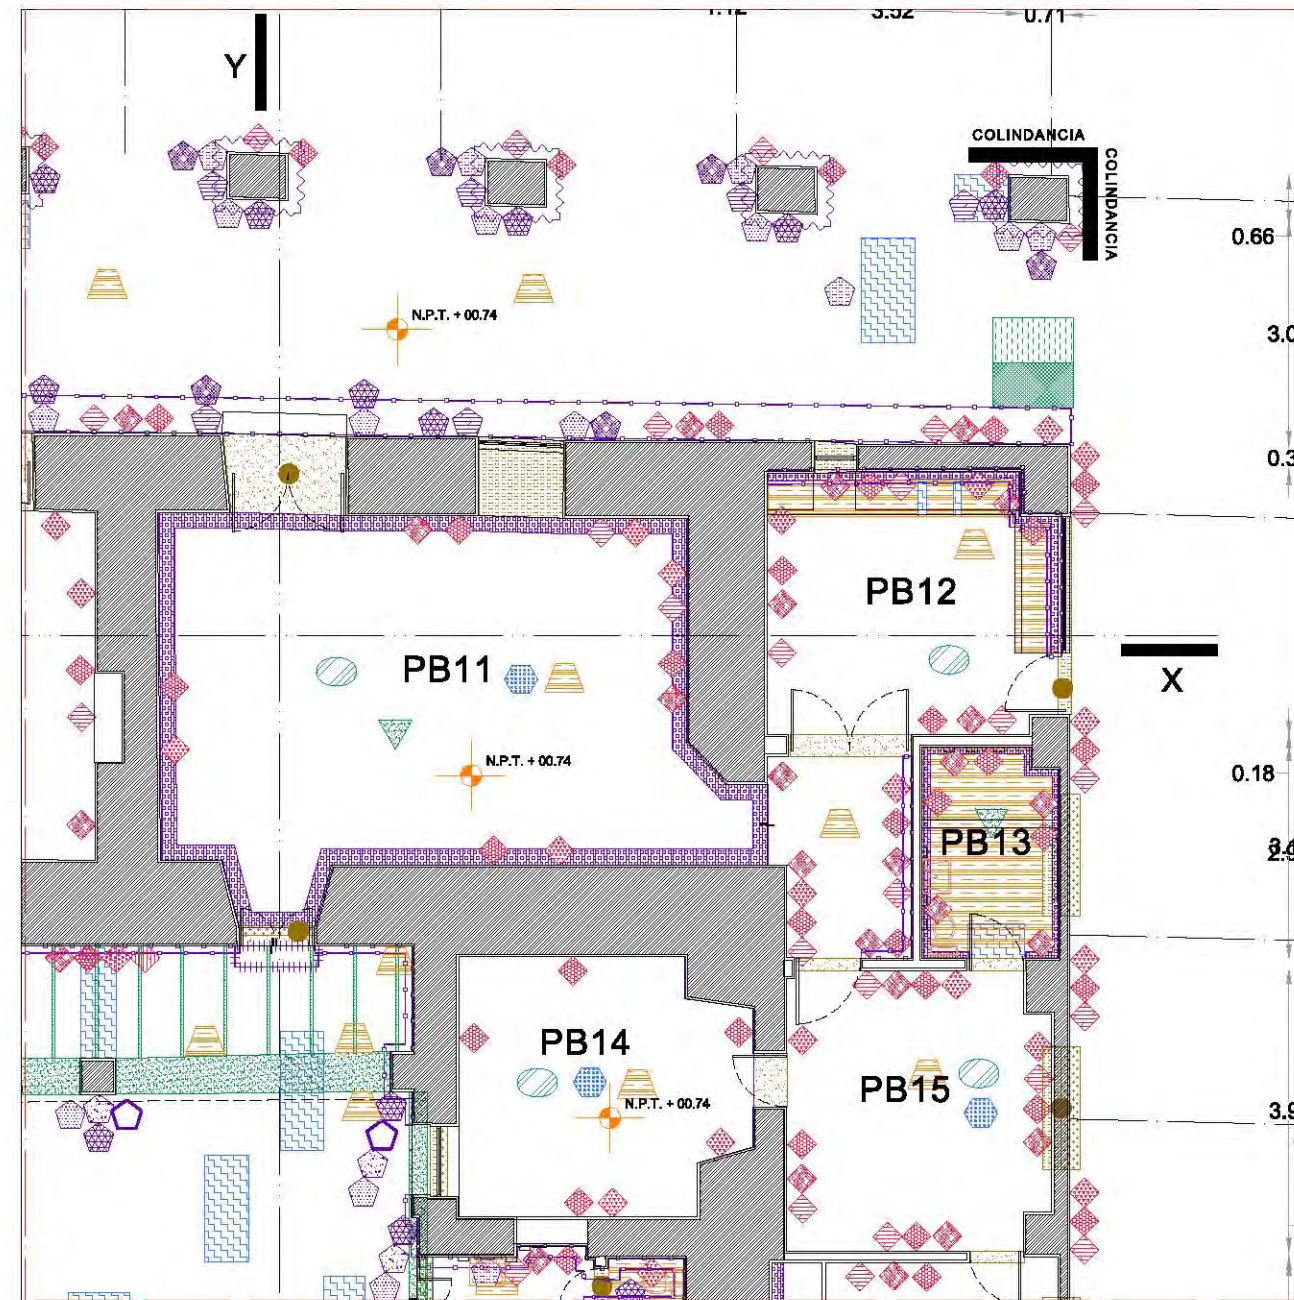 3.52
0.71
Y
COLINDANCIA
COLINDANCIA
0.66
N.P.T. + 00.74
PB12
PB11
X
N.P.T. + 00.74
0.18
PB13
PB14
PB15
N.P.T. + 00.74